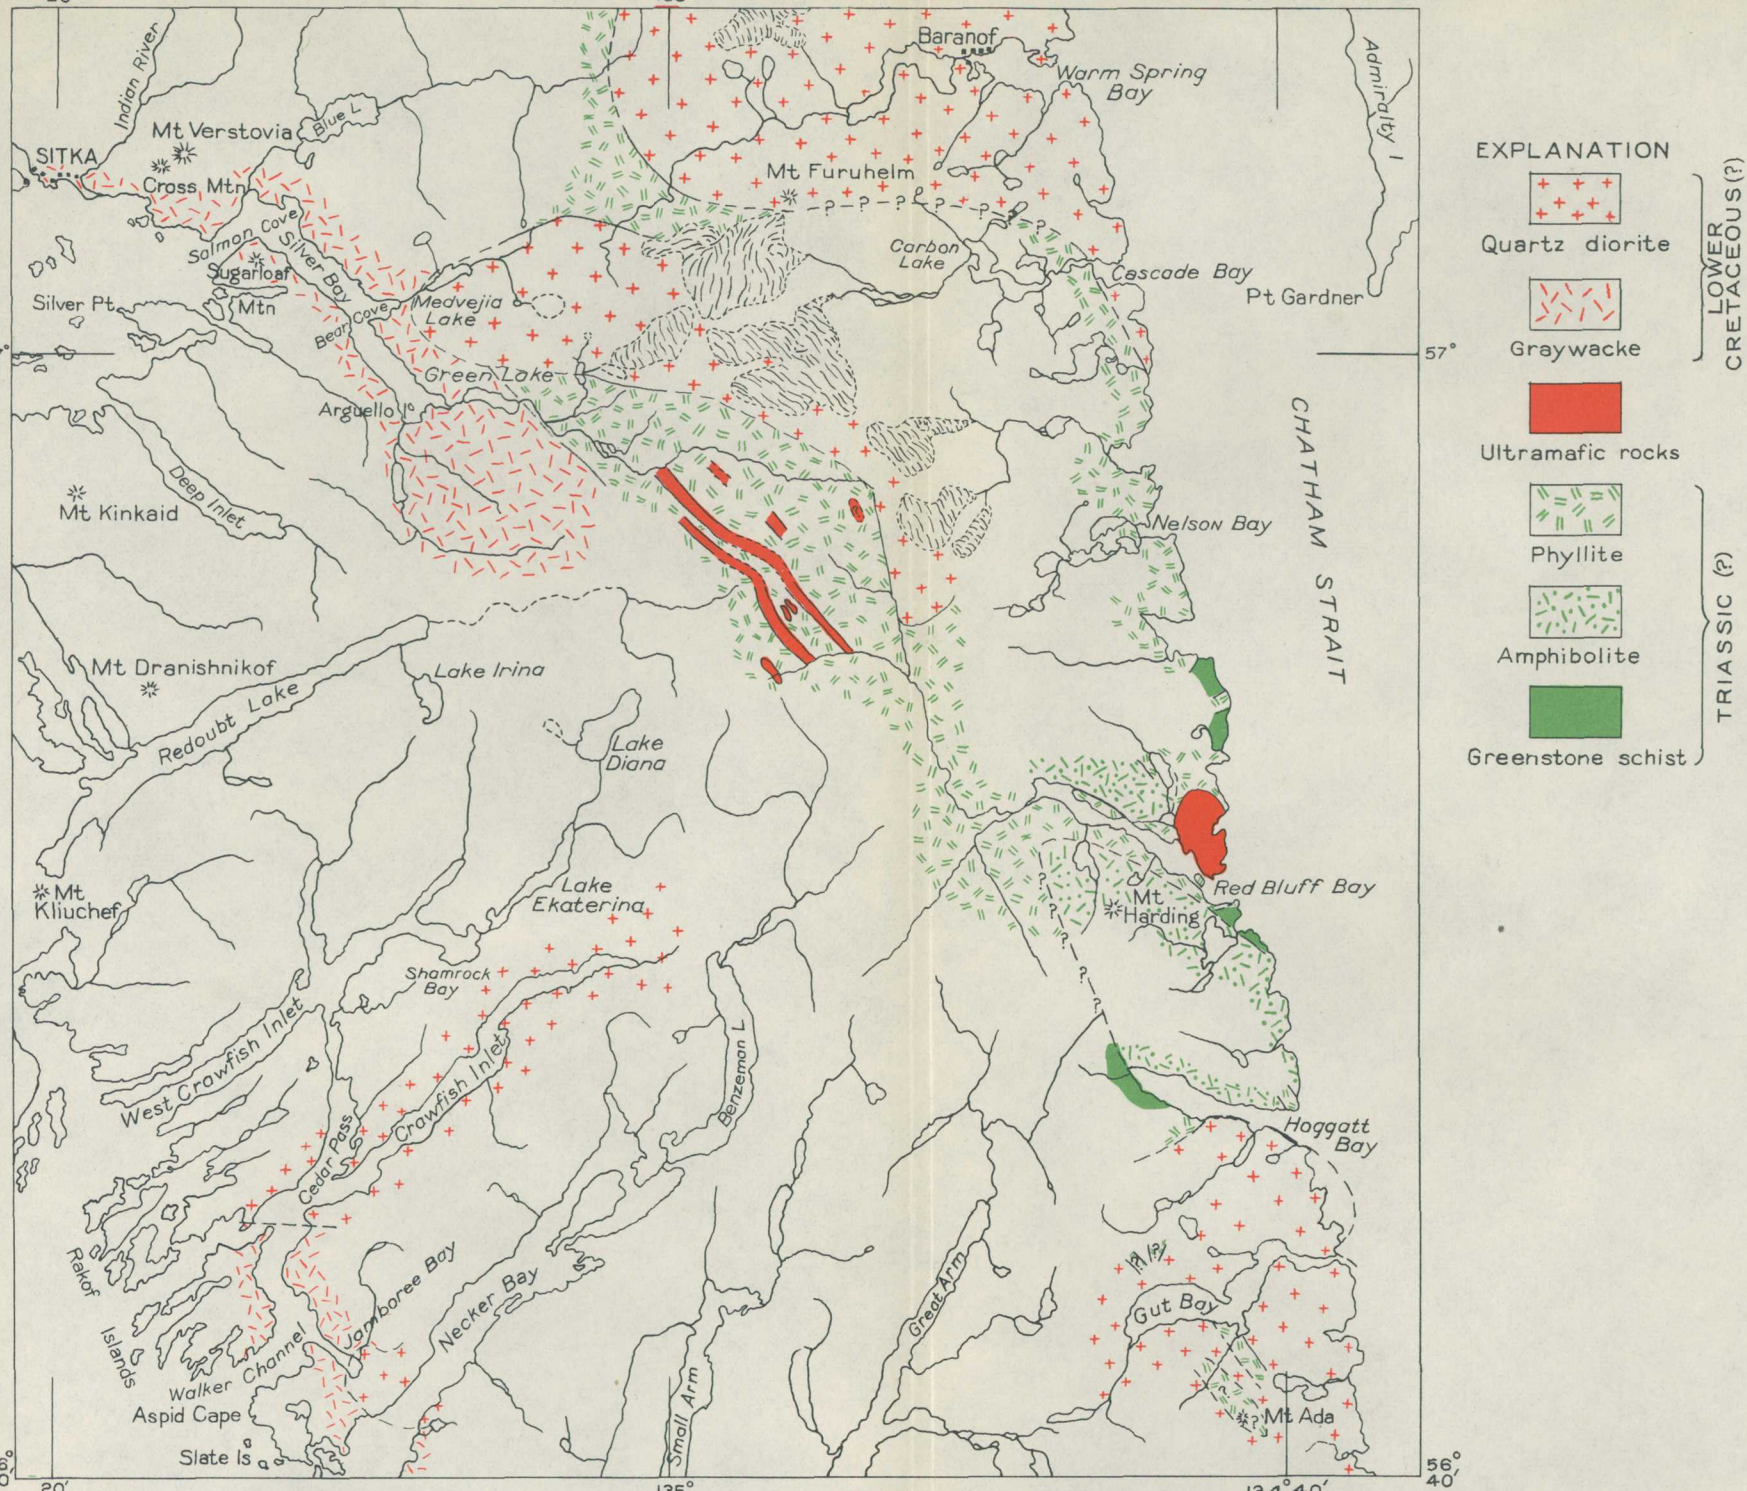 Baranof
Warm Spring
Bay
Admiralty I
Indian River
Mt Verstovia
Blue L
SITKA
Cross Mtn
Mt Furuhelm
? ? ? ? ? ?
Salmon Cove
Silver Bay
Sugarloaf
Mtn
Carbon
Lake
Cascade Bay
Pt Gardner
Silver Pt
Medvejia
Lake
Bear Cove
57°
Green Lake
Arguello I
CHATHAM STRAIT
Deep Inlet
Mt Kinkaid
Nelson Bay
Mt Dranishnikof
Lake Irina
Redoubt Lake
Lake
Diana
Mt
Kliuchef
Lake
Ekaterina
Red Bluff Bay
Mt
Harding
? ? ? ? ?
Shamrock
Bay
West Crawfish Inlet
Crawfish Inlet
Cedar Pass
Benzeman L
Hoggatt
Bay
Rakof
Islands
Jamboree Bay
Necker Bay
Great Arm
Gut Bay
Walker Channel
Aspid Cape
Small Arm
Mt Ada
Slate Is
20'
135°
134°40'
56°
40'
EXPLANATION
Quartz diorite
Graywacke
LOWER
CRETACEOUS(?)
Ultramafic rocks
Phyllite
Amphibolite
Greenstone schist
TRIASSIC (?)